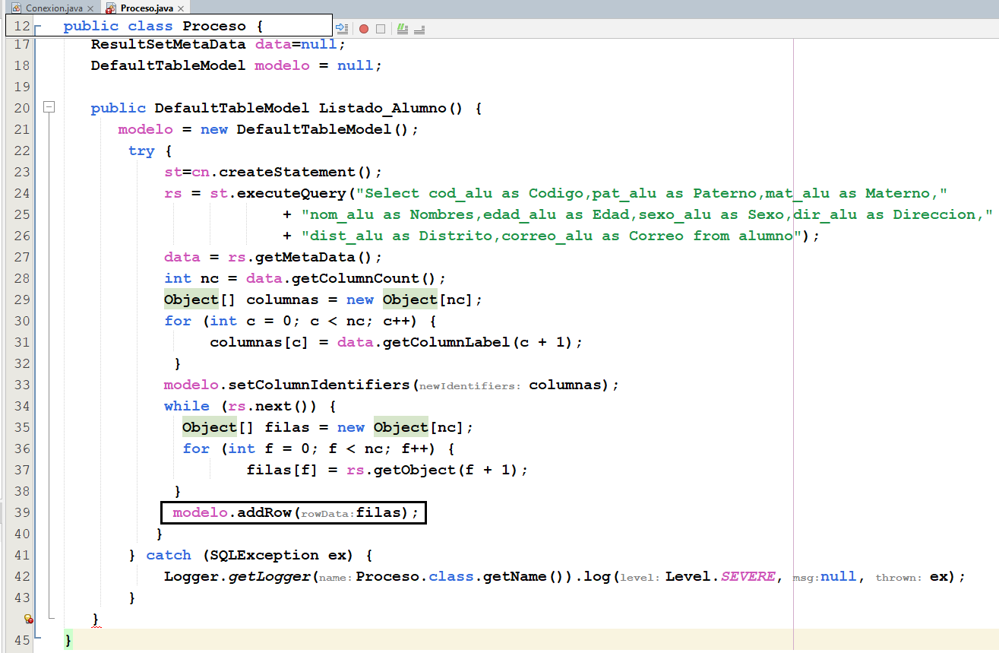 Conexion.java × Proceso.java ×
12 public class Proceso {
17 ResultSetMetaData data=null;
18 DefaultTableModel modelo = null;
19
20 public DefaultTableModel Listado_Alumno() {
21 modelo = new DefaultTableModel();
22 try {
23 st=cn.createStatement();
24 rs = st.executeQuery("Select cod_alu as Codigo,pat_alu as Paterno,mat_alu as Materno,"
25 + "nom_alu as Nombres,edad_alu as Edad,sexo_alu as Sexo,dir_alu as Direccion,"
26 + "dist_alu as Distrito,correo_alu as Correo from alumno");
27 data = rs.getMetaData();
28 int nc = data.getColumnCount();
29 Object[] columnas = new Object[nc];
30 for (int c = 0; c < nc; c++) {
31 columnas[c] = data.getColumnLabel(c + 1);
32 }
33 modelo.setColumnIdentifiers(newIdentifiers: columnas);
34 while (rs.next()) {
35 Object[] filas = new Object[nc];
36 for (int f = 0; f < nc; f++) {
37 filas[f] = rs.getObject(f + 1);
38 }
39 modelo.addRow(rowData:filas);
40 }
41 } catch (SQLException ex) {
42 Logger.getLogger(name:Proceso.class.getName()).log(level:Level.SEVERE, msg:null, thrown: ex);
43 }
}
45 }